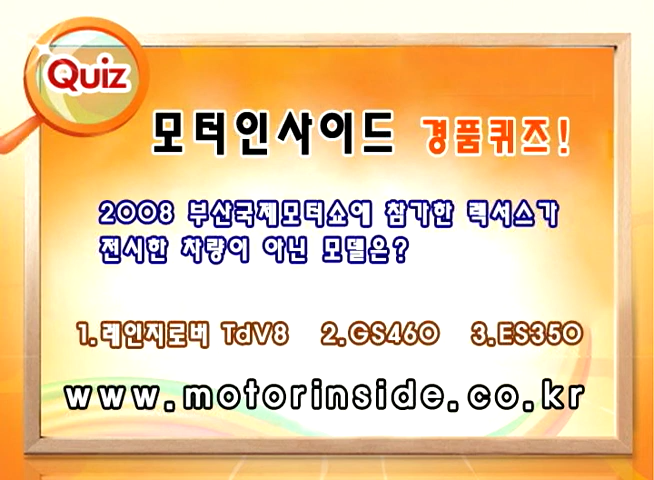 Quiz
모터인사이드 경품퀴즈!
2008 부산국제모터쇼에 참가한 렉서스가
전시한 차량이 아닌 모델은?
1.레인지로버 TdV8 2.GS460 3.ES350
www.motorinside.co.kr